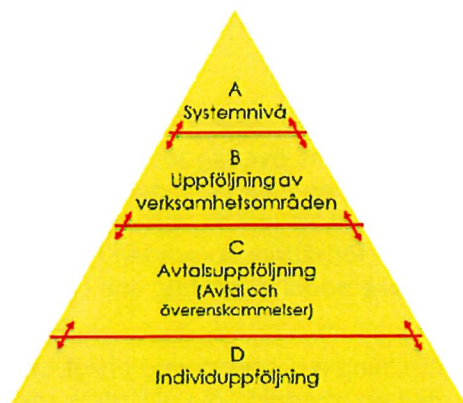 A
Systemnivå
B
Uppföljning av
verksamhetsområden
C
Avtalsuppföljning
(Avtal och
överenskommelser)
D
Individuppföljning